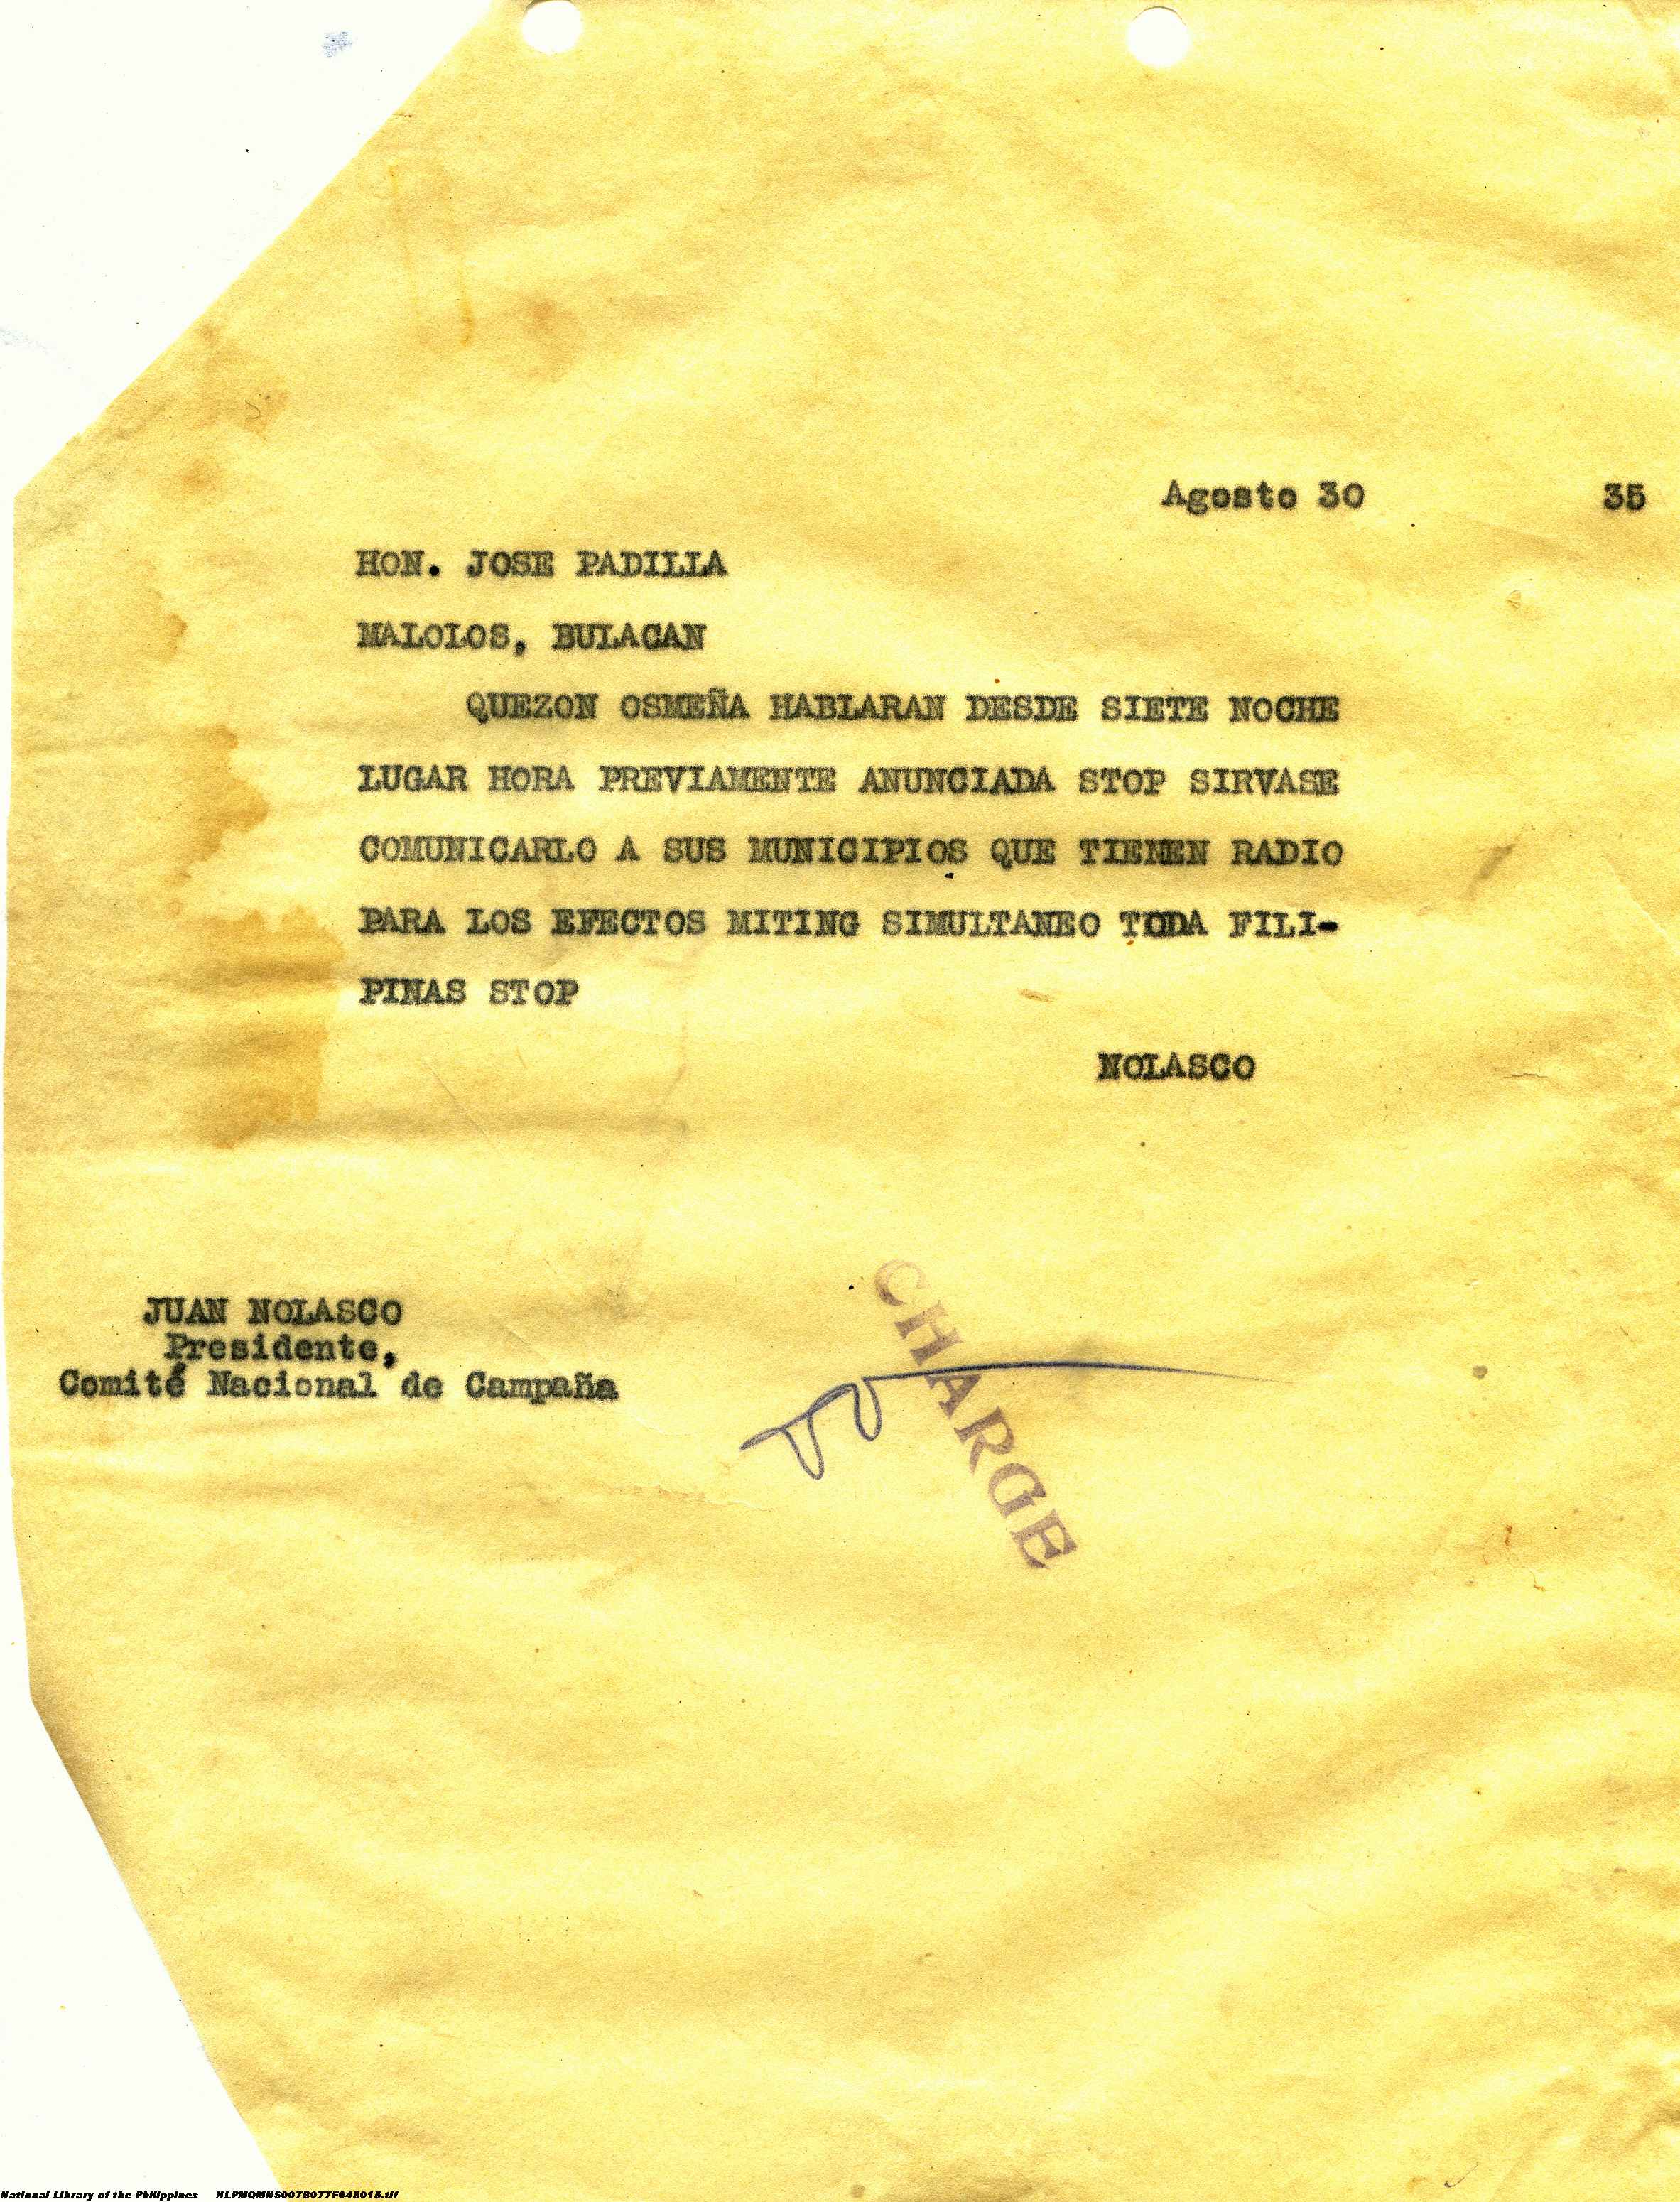 Agosto 30 35
HON. JOSE PADILLA
MALOLOS, BULACAN
QUEZON OSMEÑA HABLARAN DESDE SIETE NOCHE
LUGAR HORA PREVIAMENTE ANUNCIADA STOP SIRVASE
COMUNICARLO A SUS MUNICIPIOS QUE TIENEN RADIO
PARA LOS EFECTOS MITING SIMULTANEO TODA FILI-
PINAS STOP
NOLASCO
JUAN NOLASCO
Presidente,
Comité Nacional de Campaña
CHARGE
National Library of the Philippines NLPMQMNS007B077F045015.tif